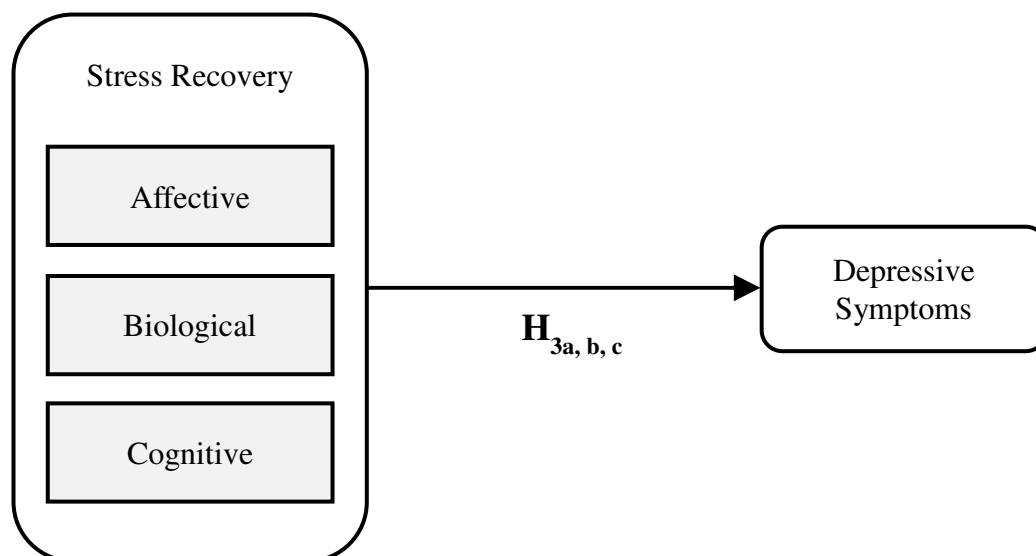 Stress Recovery
Affective
Biological
Cognitive
H3a, b, c
Depressive
Symptoms